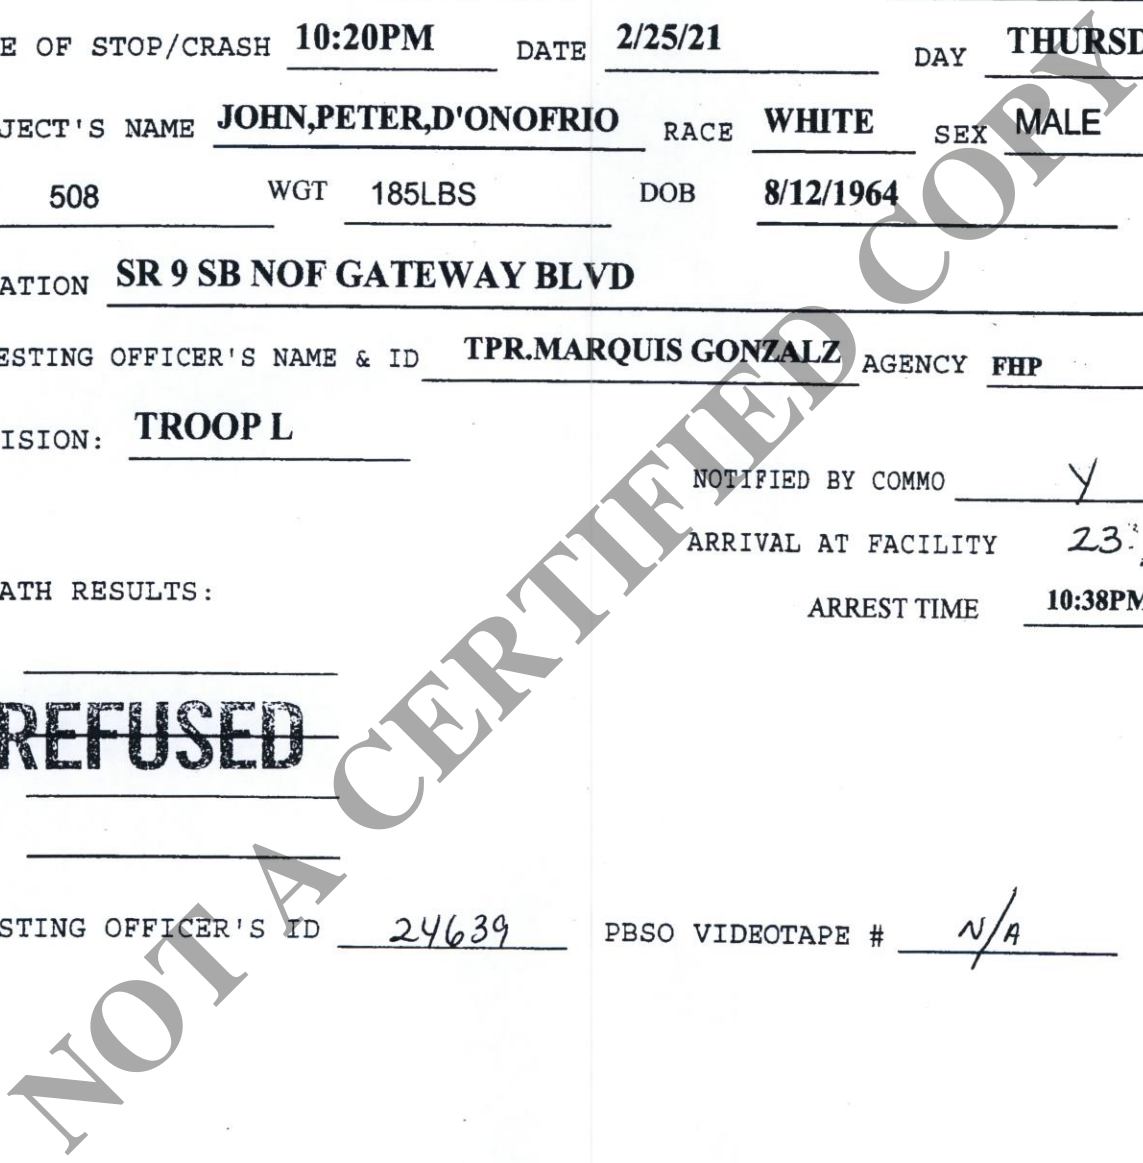 E OF STOP/CRASH 10:20PM DATE 2/25/21 DAY THURSD
JECT'S NAME JOHN,PETER,D'ONOFRIO RACE WHITE SEX MALE
508 WGT 185LBS DOB 8/12/1964
ATION SR 9 SB NOF GATEWAY BLVD
ESTING OFFICER'S NAME & ID TPR.MARQUIS GONZALZ AGENCY FHP
ISION: TROOP L
NOTIFIED BY COMMO Y
ARRIVAL AT FACILITY 23:
ATH RESULTS:
ARREST TIME 10:38PM
REFUSED
STING OFFICER'S ID 24639 PBSO VIDEOTAPE # N/A
NOT A CERTIFIED COPY